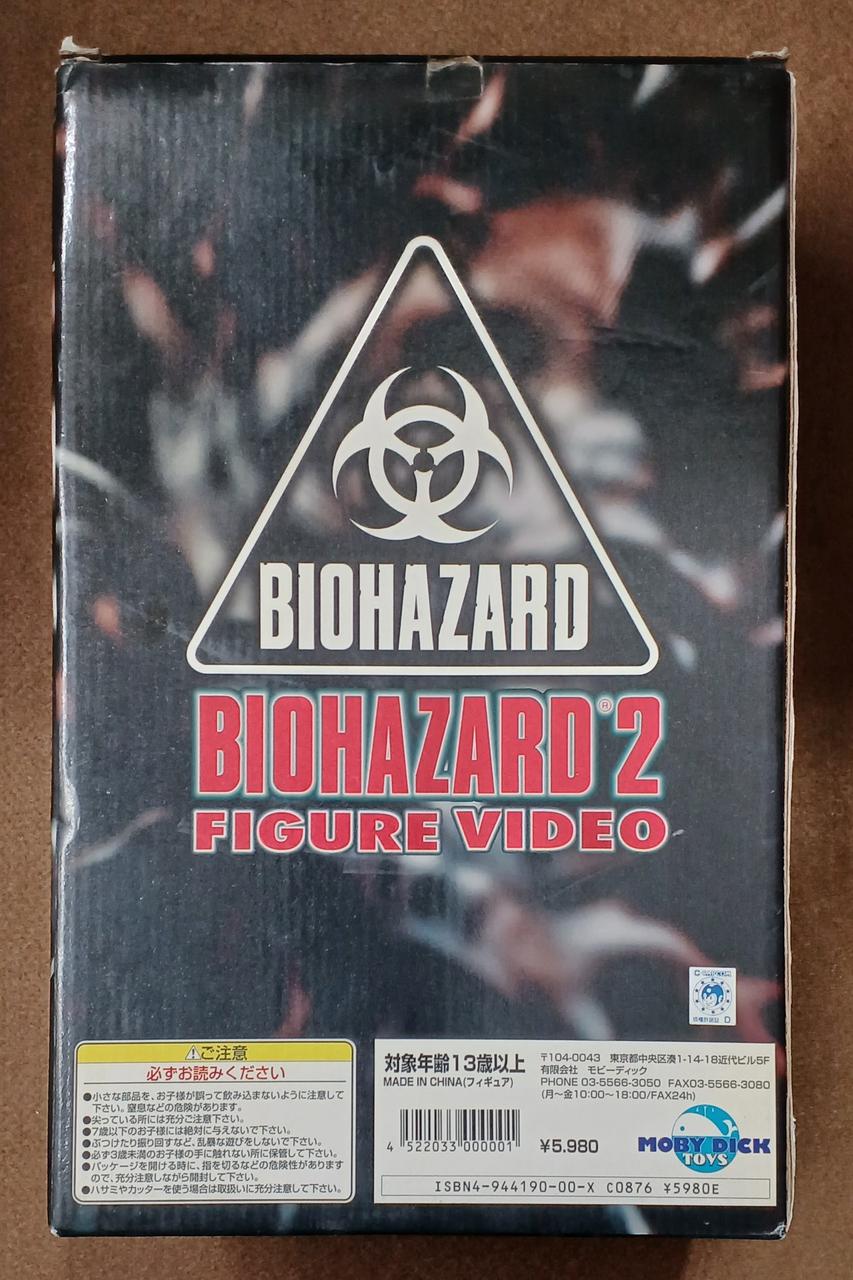 BIOHAZARD
BIOHAZARD®2
FIGURE VIDEO
CAPCOM
D
⚠ご注意
必ずお読みください
●小さな部品を、お子様が誤って飲み込まないように注意して
下さい。窒息などの危険があります。
●尖っている所には充分ご注意下さい。
●7歳以下のお子様には絶対に与えないで下さい。
●ぶつけたり振り回すなど、乱暴な遊びをしないで下さい。
●必ず3歳未満のお子様の手に触れない所に保管して下さい。
●パッケージを開ける時に、指を切るなどの危険性があります
ので、充分注意しながら開封して下さい。
●ハサミやカッターを使う場合は取扱いに充分注意して下さい。
対象年齢13歳以上
MADE IN CHINA(フィギュア)
〒104-0043 東京都中央区湊1-14-18近代ビル5F
有限会社 モビーディック
PHONE 03-5566-3050 FAX03-5566-3080
(月〜金10:00〜18:00/FAX24h)
4 522033 000001
¥5.980
MOBY DICK
TOYS
ISBN4-944190-00-X C0876 ¥5980E